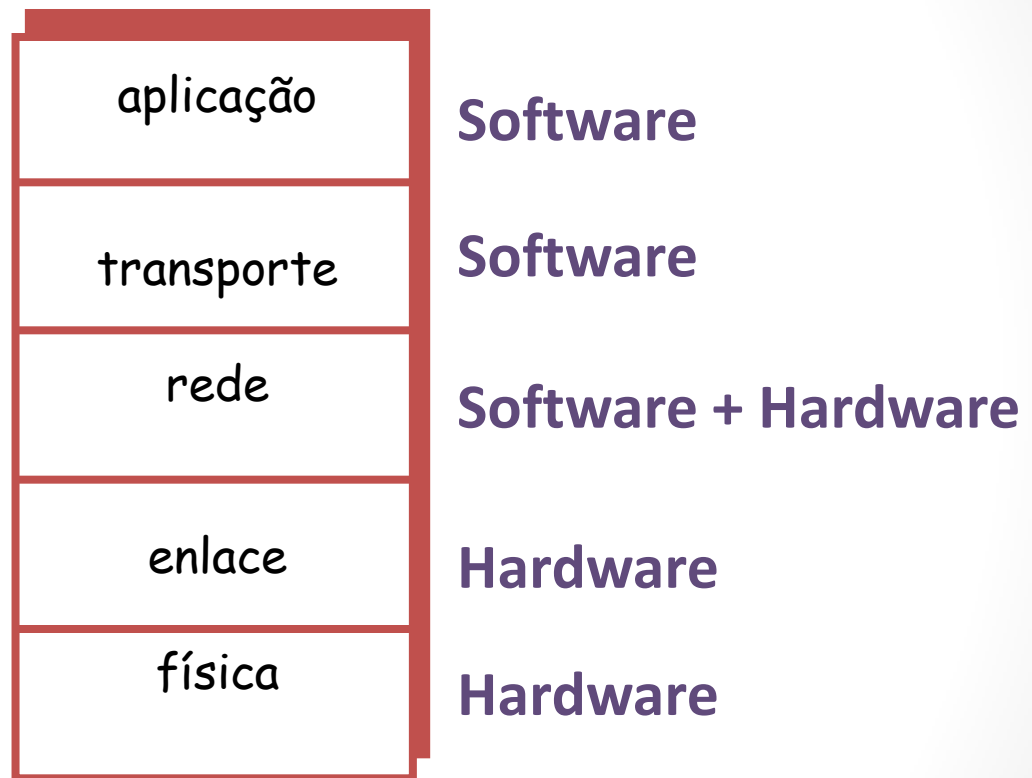 aplicação
Software
transporte
Software
rede
Software + Hardware
enlace
Hardware
física
Hardware